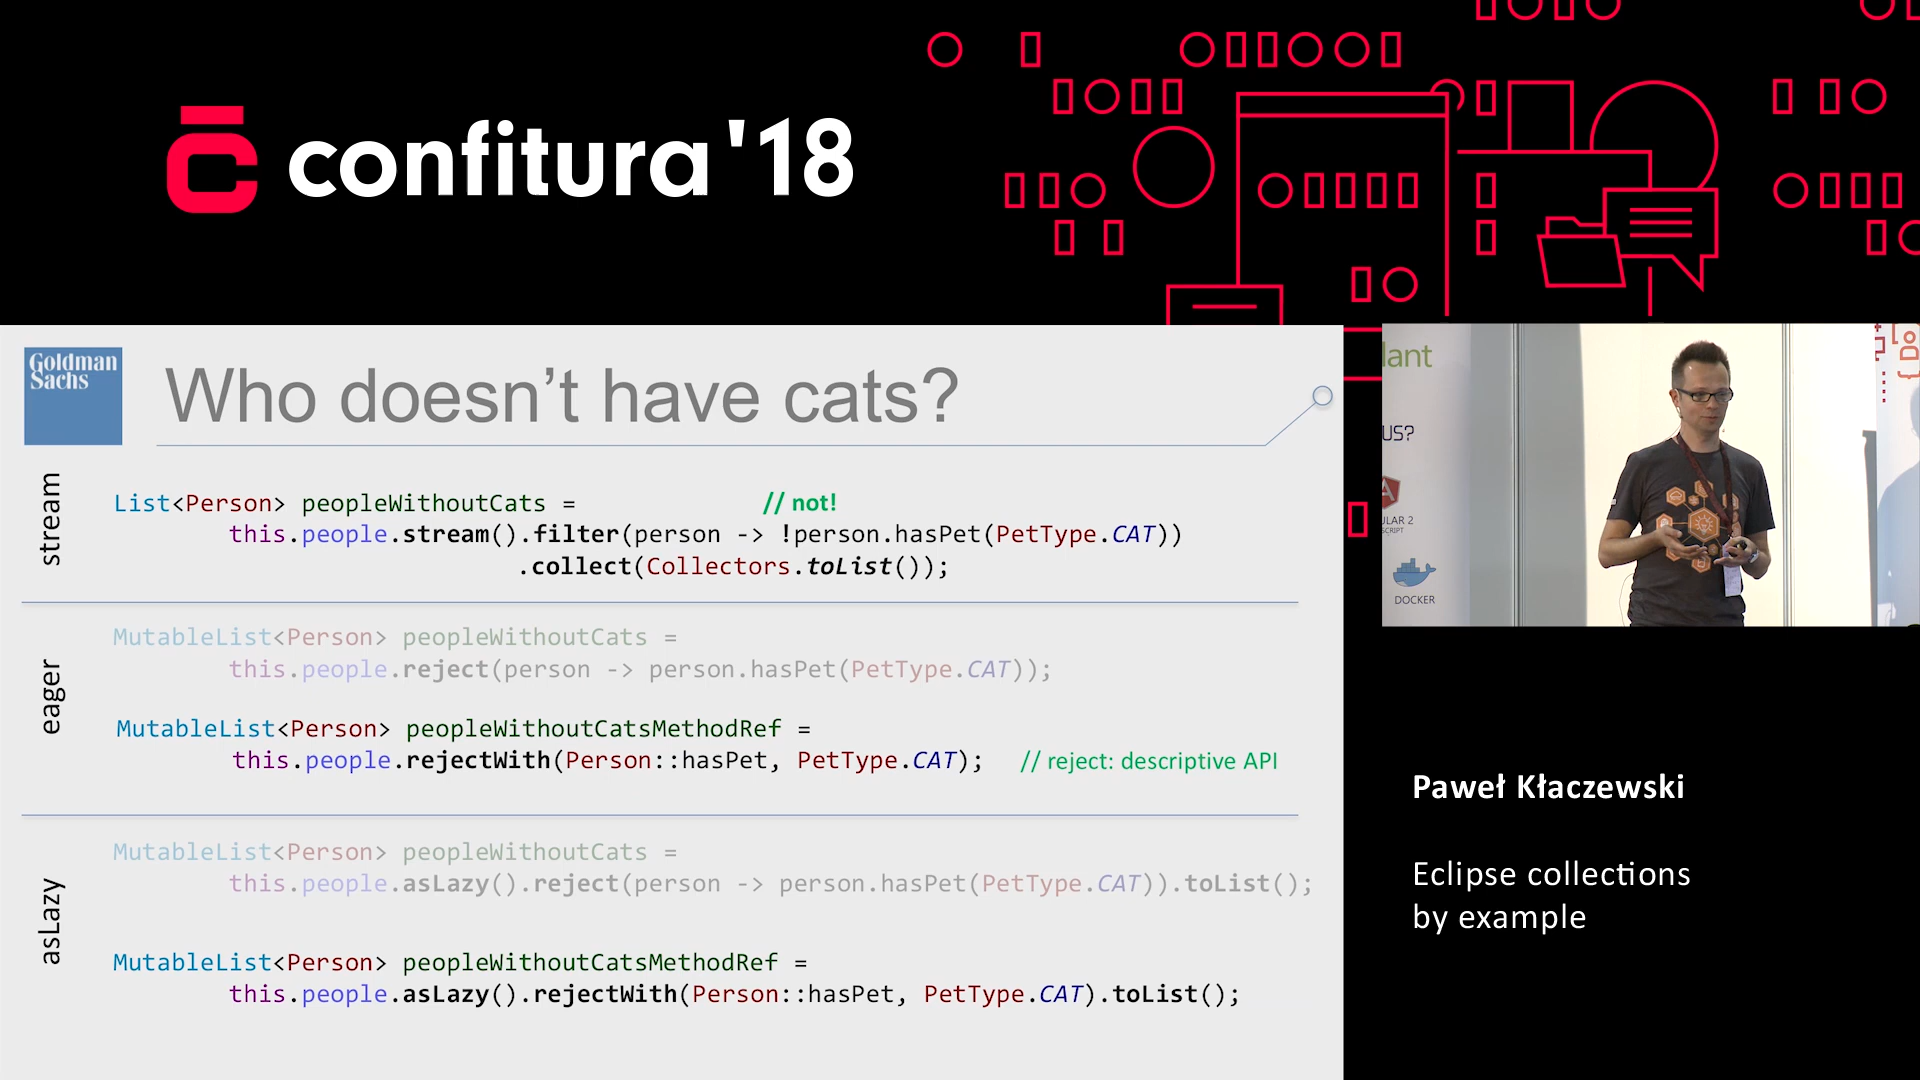 confitura '18
Goldman
Sachs
Who doesn't have cats?
stream
List<Person> peopleWithoutCats = // not!
this.people.stream().filter(person -> !person.hasPet(PetType.CAT))
.collect(Collectors.toList());
eager
MutableList<Person> peopleWithoutCats =
this.people.reject(person -> person.hasPet(PetType.CAT));
MutableList<Person> peopleWithoutCatsMethodRef =
this.people.rejectWith(Person::hasPet, PetType.CAT); // reject: descriptive API
asLazy
MutableList<Person> peopleWithoutCats =
this.people.asLazy().reject(person -> person.hasPet(PetType.CAT)).toList();
MutableList<Person> peopleWithoutCatsMethodRef =
this.people.asLazy().rejectWith(Person::hasPet, PetType.CAT).toList();
lant
US?
ULAR 2
SCRIPT
DOCKER
{ Do
Paweł Kłaczewski
Eclipse collections
by example